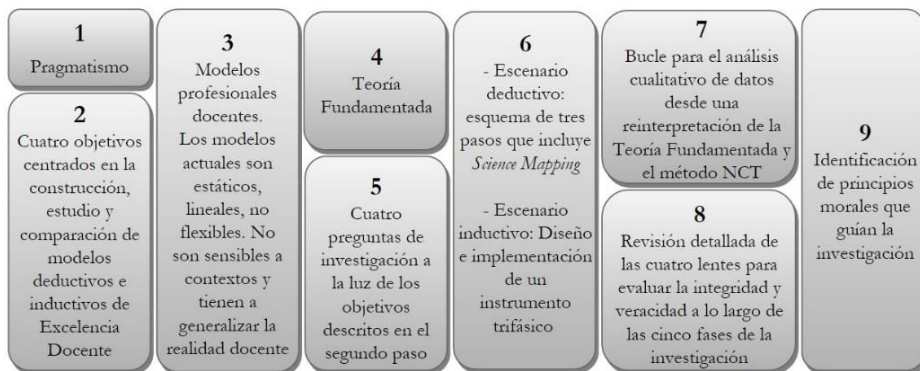 1
Pragmatismo
2
Cuatro objetivos
centrados en la
construcción,
estudio y
comparación de
modelos
deductivos e
inductivos de
Excelencia
Docente
3
Modelos
profesionales
docentes.
Los modelos
actuales son
estáticos,
lineales, no
flexibles. No
son sensibles a
contextos y
tienen a
generalizar la
realidad docente
4
Teoría
Fundamentada
5
Cuatro
preguntas de
investigación a
la luz de los
objetivos
descritos en el
segundo paso
6
- Escenario
deductivo:
esquema de tres
pasos que incluye
Science Mapping
- Escenario
inductivo: Diseño
e implementación
de un
instrumento
trifásico
7
Bucle para el análisis
cualitativo de datos
desde una
reinterpretación de la
Teoría Fundamentada y
el método NCT
8
Revisión detallada de
las cuatro lentes para
evaluar la integridad y
veracidad a lo largo de
las cinco fases de la
investigación
9
Identificación
de principios
morales que
guían la
investigación